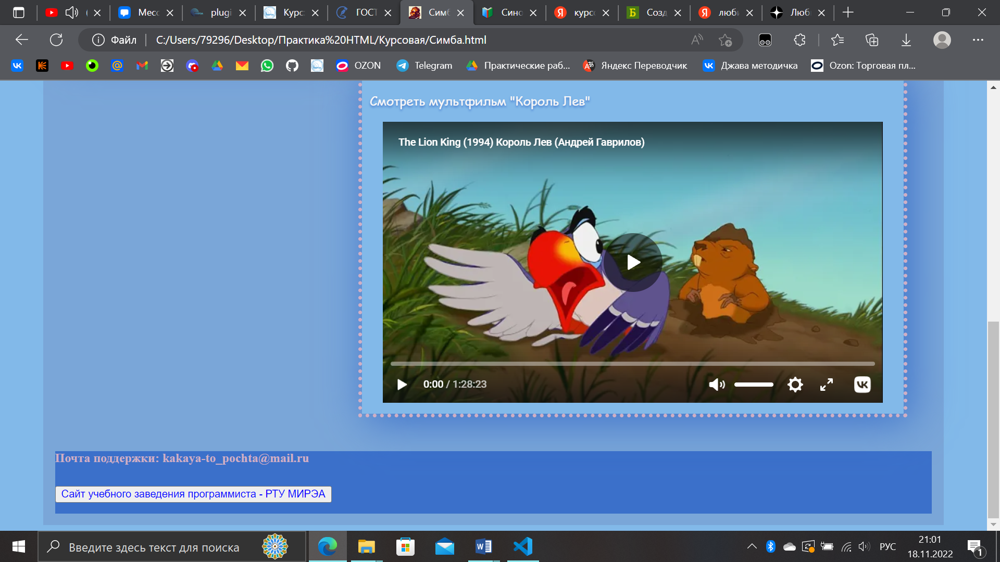 Месс
plugi
Курс
ГОСТ
Симб
Сино
курсо
Созд
люби
Люби
Файл
C:/Users/79296/Desktop/Практика%20HTML/Курсовая/Симба.html
OZON
Telegram
Практические раб...
Яндекс Переводчик
Джава методичка
Ozon: Торговая пл...
Смотреть мультфильм "Король Лев"
The Lion King (1994) Король Лев (Андрей Гаврилов)
0:00 / 1:28:23
Почта поддержки: kakaya-to_pochta@mail.ru
Сайт учебного заведения программиста - РТУ МИРЭА
Введите здесь текст для поиска
РУС
21:01
18.11.2022
1